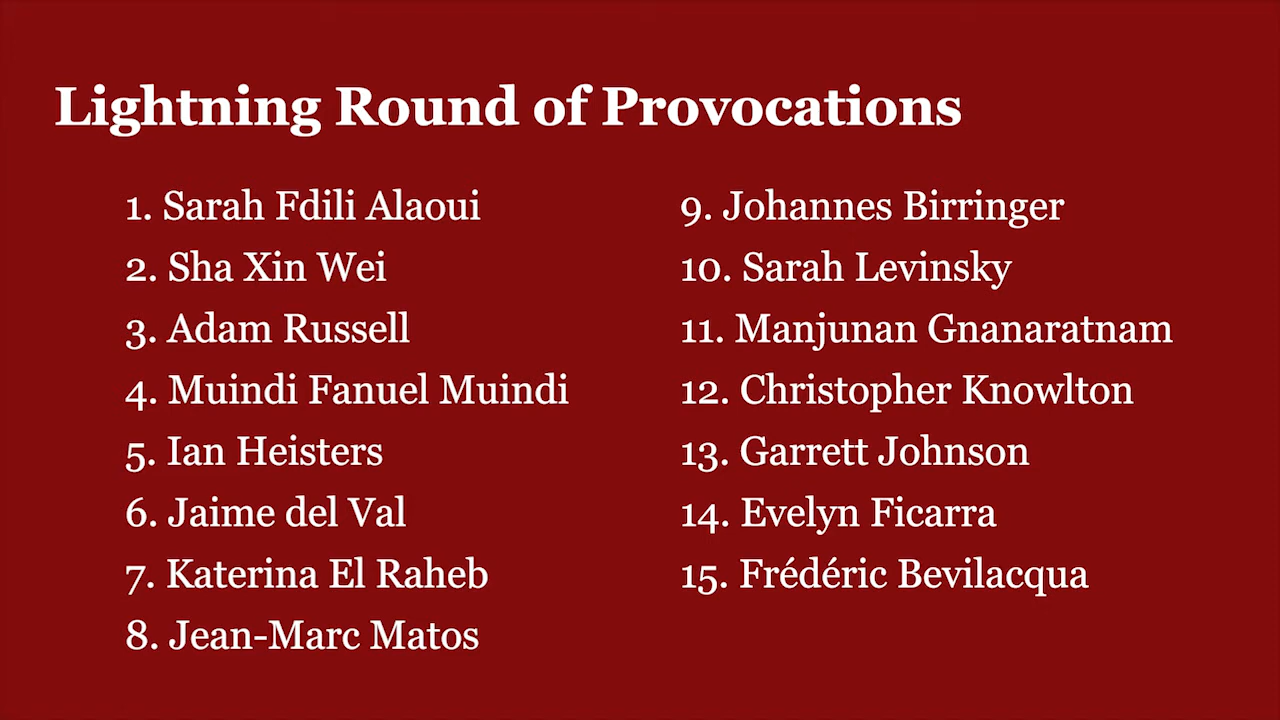 Lightning Round of Provocations
1. Sarah Fdili Alaoui
2. Sha Xin Wei
3. Adam Russell
4. Muindi Fanuel Muindi
5. Ian Heisters
6. Jaime del Val
7. Katerina El Raheb
8. Jean-Marc Matos
9. Johannes Birringer
10. Sarah Levinsky
11. Manjunan Gnanaratnam
12. Christopher Knowlton
13. Garrett Johnson
14. Evelyn Ficarra
15. Frédéric Bevilacqua